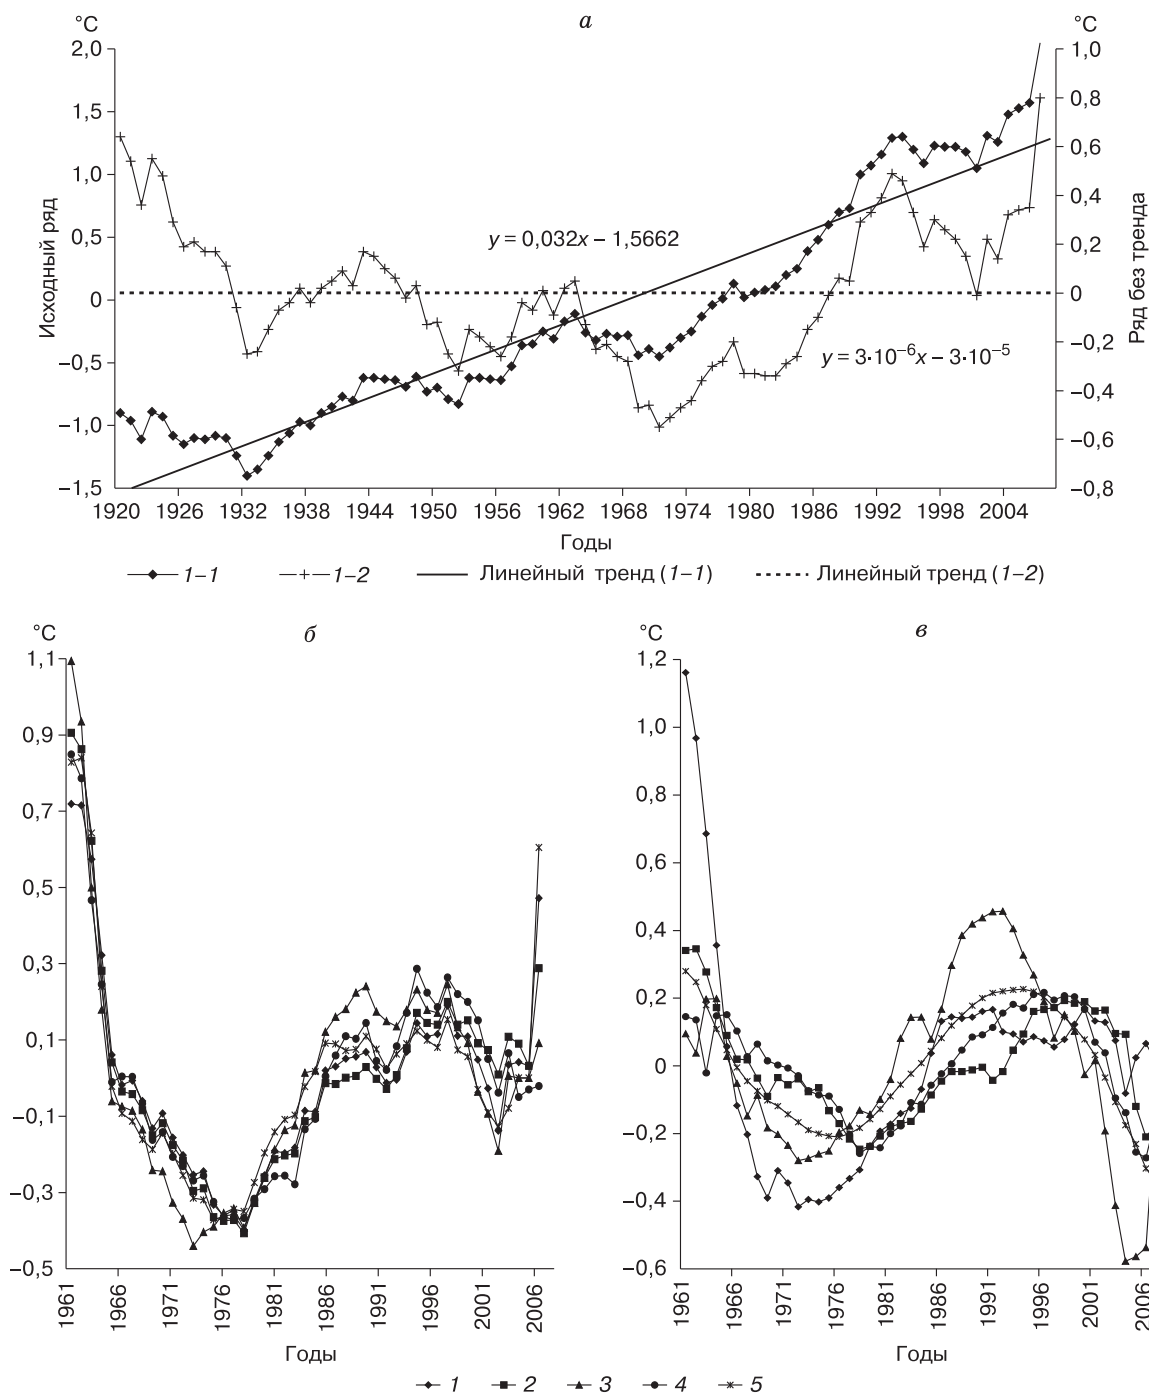 °C а °C
2,0 1,0
1,5 0,8
1,0 0,6
0,5 0,4
0 0,2
−0,5 0
−1,0 −0,2
−1,5 −0,4
−0,6
−0,8
Исходный ряд
Ряд без тренда
y = 0,032x − 1,5662
y = 3·10⁻⁶x − 3·10⁻⁵
1920 1926 1932 1938 1944 1950 1956 1962 1968 1974 1980 1986 1992 1998 2004
Годы
1–1 1–2 Линейный тренд (1–1) Линейный тренд (1–2)
°C б
1,1
0,9
0,7
0,5
0,3
0,1
−0,1
−0,3
−0,5
1961 1966 1971 1976 1981 1986 1991 1996 2001 2006
Годы
°C в
1,2
1,0
0,8
0,6
0,4
0,2
0
−0,2
−0,4
−0,6
1961 1966 1971 1976 1981 1986 1991 1996 2001 2006
Годы
1 2 3 4 5